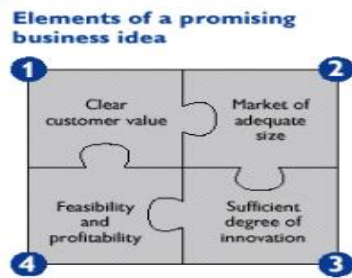 Elements of a promising
business idea
1
2
Clear
customer value
Market of
adequate
size
Feasibility
and
profitability
Sufficient
degree of
innovation
4
3